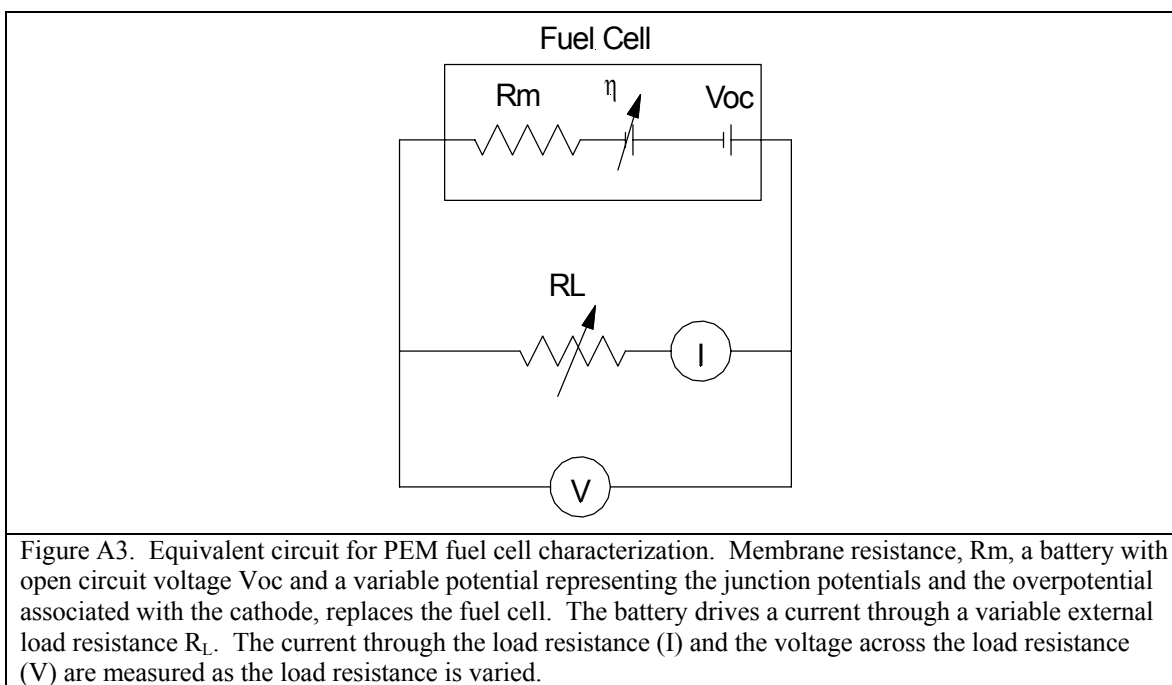 Fuel Cell
Rm η Voc
RL
I
V
Figure A3. Equivalent circuit for PEM fuel cell characterization. Membrane resistance, Rm, a battery with
open circuit voltage Voc and a variable potential representing the junction potentials and the overpotential
associated with the cathode, replaces the fuel cell. The battery drives a current through a variable external
load resistance R_L. The current through the load resistance (I) and the voltage across the load resistance
(V) are measured as the load resistance is varied.